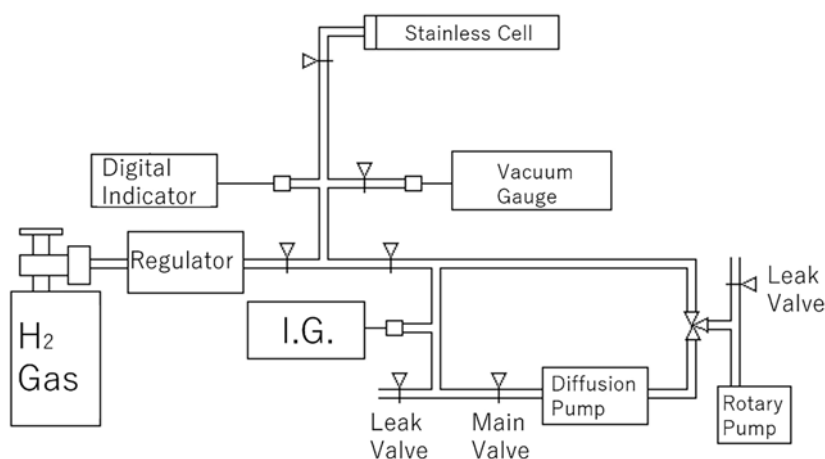 Stainless Cell
Digital
Indicator
Vacuum
Gauge
Regulator
Leak
Valve
H₂
Gas
I.G.
Diffusion
Pump
Leak
Valve
Main
Valve
Rotary
Pump